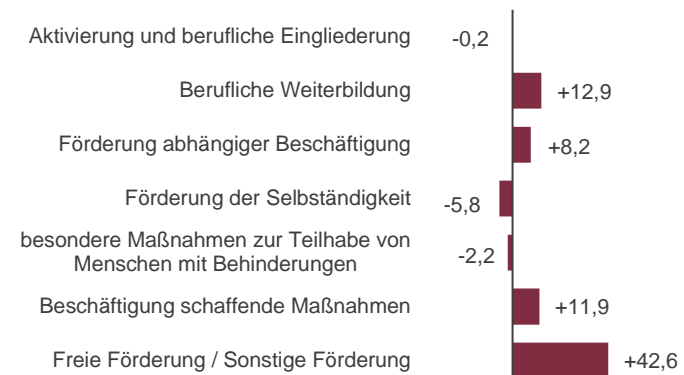 Aktivierung und berufliche Eingliederung -0,2
Berufliche Weiterbildung +12,9
Förderung abhängiger Beschäftigung +8,2
Förderung der Selbständigkeit -5,8
besondere Maßnahmen zur Teilhabe von
Menschen mit Behinderungen -2,2
Beschäftigung schaffende Maßnahmen +11,9
Freie Förderung / Sonstige Förderung +42,6